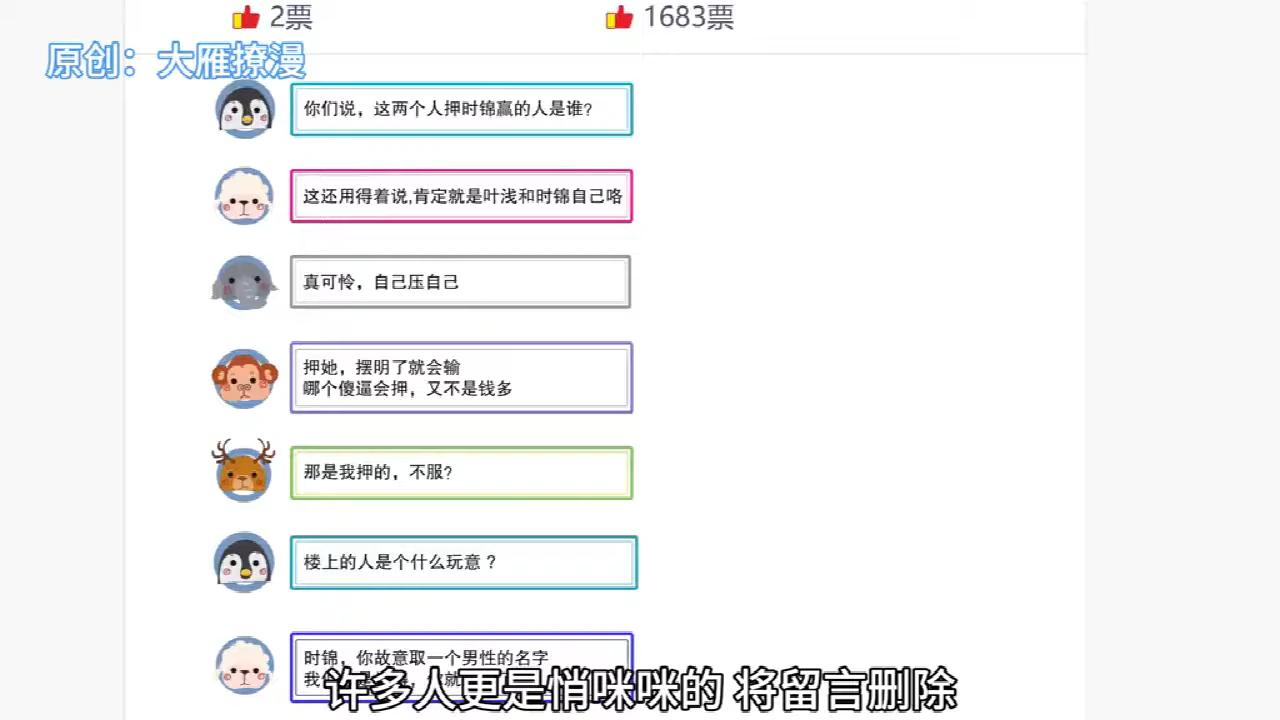 2票
1683票
原创：大雁撩漫
你们说，这两个人押时锦赢的人是谁?
这还用得着说,肯定就是叶浅和时锦自己咯
真可怜，自己压自己
押她，摆明了就会输
哪个傻逼会押，又不是钱多
那是我押的，不服?
楼上的人是个什么玩意？
时锦，你故意取一个男性的名字
许多人更是悄咪咪的 将留言删除